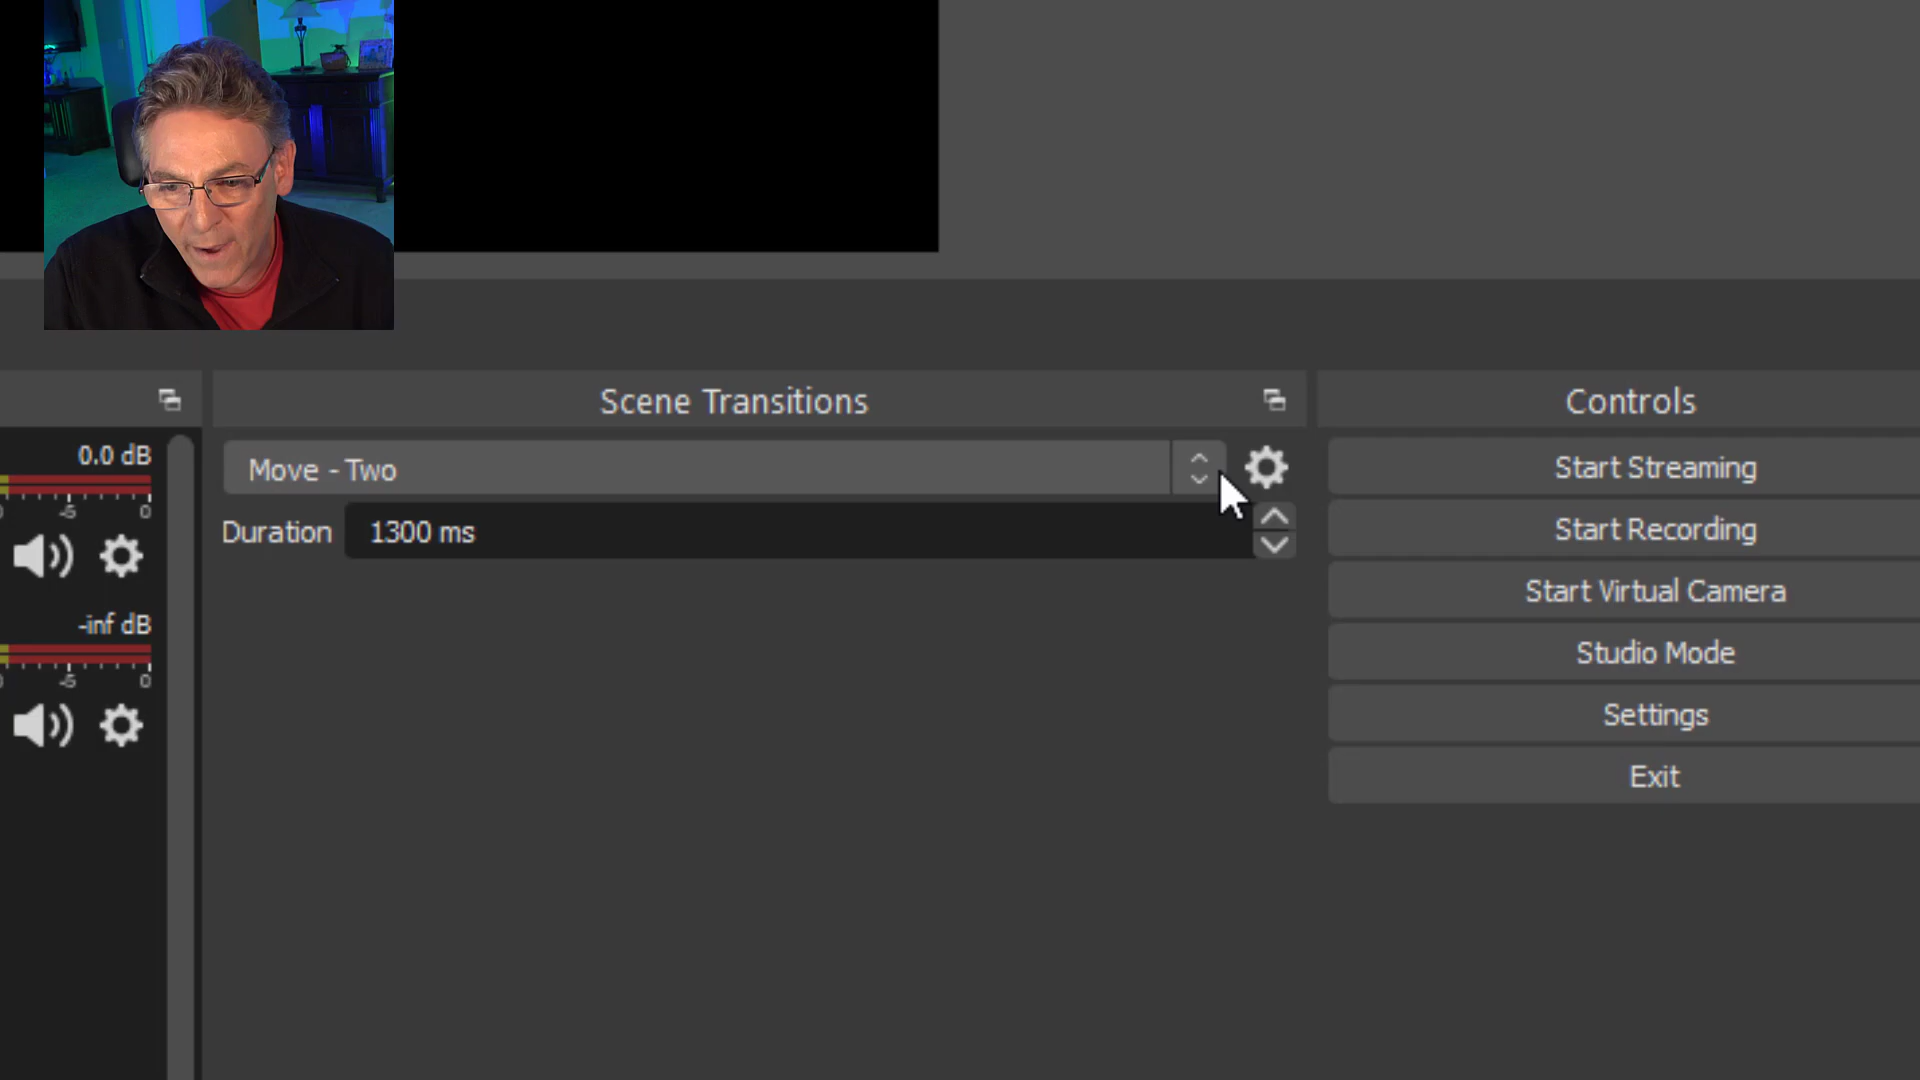 Scene Transitions
Controls
0.0 dB
-5 0
-inf dB
-5 0
Move - Two
Duration 1300 ms
Start Streaming
Start Recording
Start Virtual Camera
Studio Mode
Settings
Exit